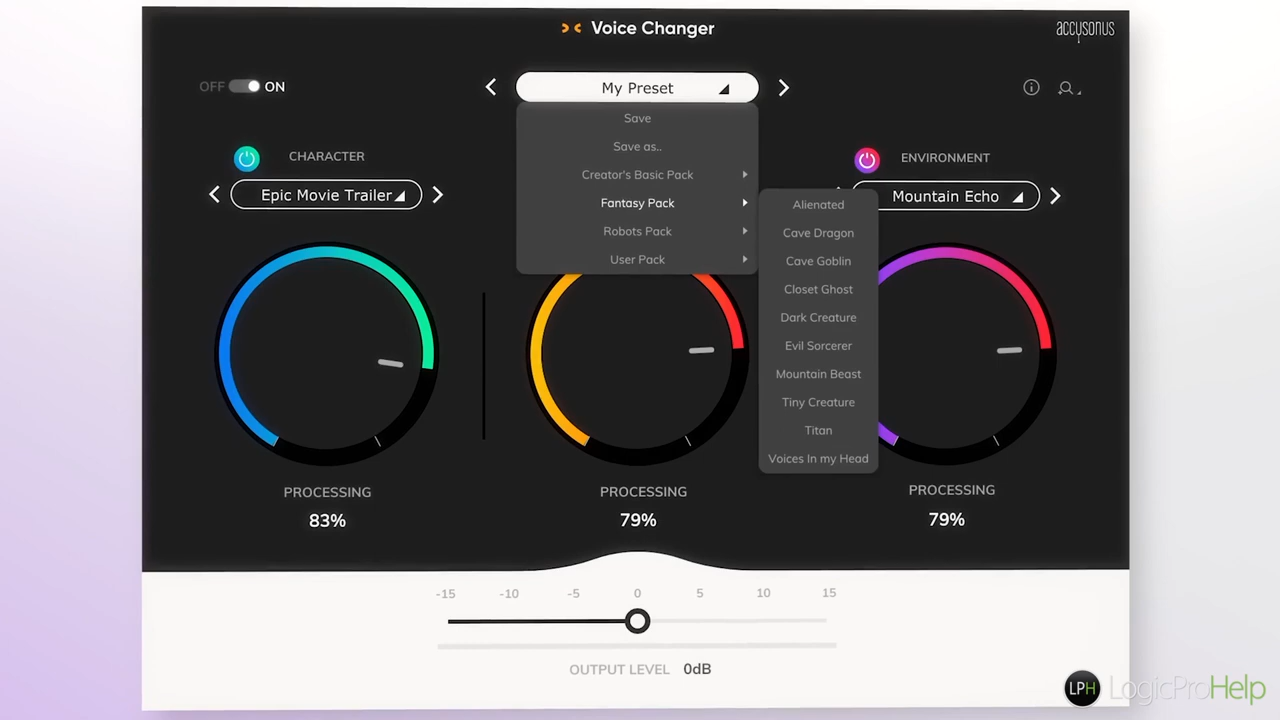 Voice Changer
accusonus
OFF ON
My Preset
Save
Save as..
Creator's Basic Pack
Fantasy Pack
Robots Pack
User Pack
Alienated
Cave Dragon
Cave Goblin
Closet Ghost
Dark Creature
Evil Sorcerer
Mountain Beast
Tiny Creature
Titan
Voices In my Head
CHARACTER
Epic Movie Trailer
ENVIRONMENT
Mountain Echo
PROCESSING
83%
PROCESSING
79%
PROCESSING
79%
-15 -10 -5 0 5 10 15
OUTPUT LEVEL 0dB
LPH LogicProHelp